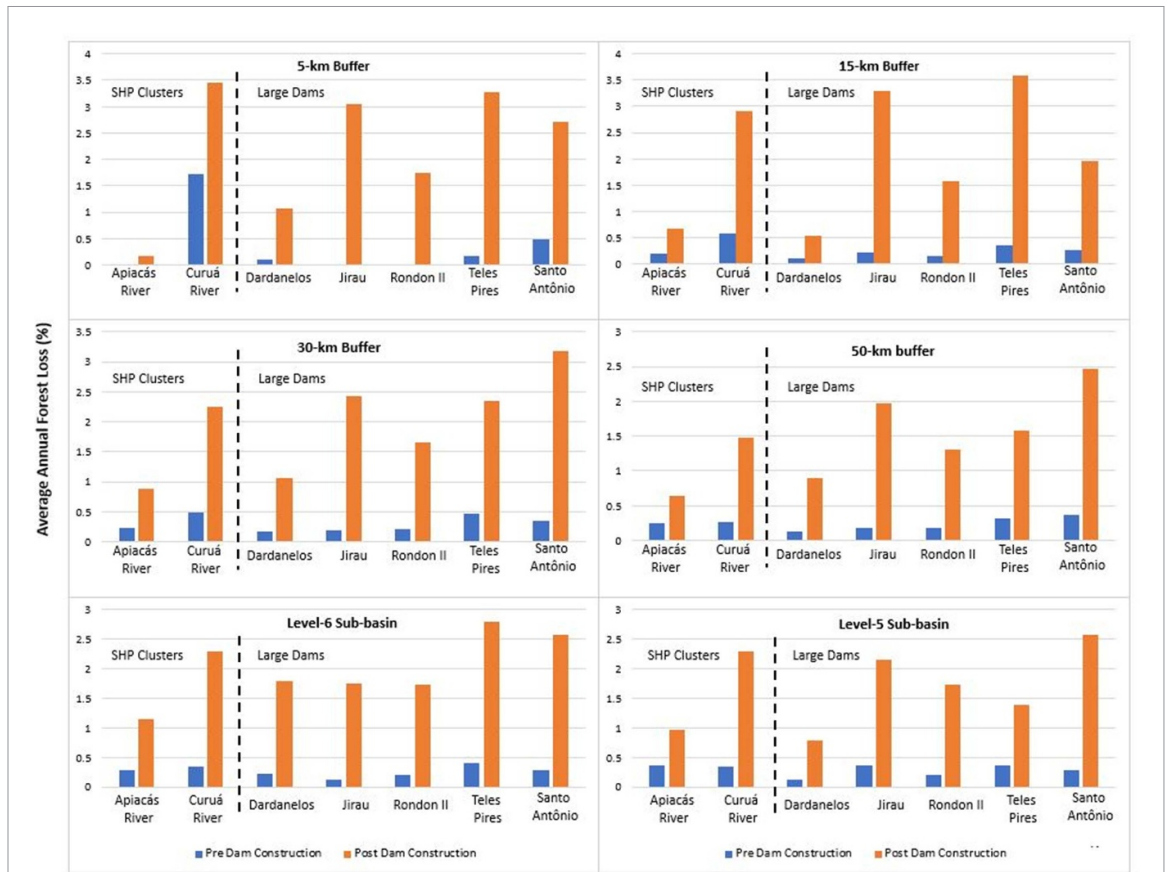 Average Annual Forest Loss (%)
5-km Buffer
SHP Clusters Large Dams
4
3.5
3
2.5
2
1.5
1
0.5
0
Apiacás River
Curuá River
Dardanelos
Jirau
Rondon II
Teles Pires
Santo Antônio
15-km Buffer
SHP Clusters Large Dams
4
3.5
3
2.5
2
1.5
1
0.5
0
Apiacás River
Curuá River
Dardanelos
Jirau
Rondon II
Teles Pires
Santo Antônio
30-km Buffer
SHP Clusters Large Dams
3.5
3
2.5
2
1.5
1
0.5
0
Apiacás River
Curuá River
Dardanelos
Jirau
Rondon II
Teles Pires
Santo Antônio
50-km buffer
SHP Clusters Large Dams
3
2.5
2
1.5
1
0.5
0
Apiacás River
Curuá River
Dardanelos
Jirau
Rondon II
Teles Pires
Santo Antônio
Level-6 Sub-basin
SHP Clusters Large Dams
3
2.5
2
1.5
1
0.5
0
Apiacás River
Curuá River
Dardanelos
Jirau
Rondon II
Teles Pires
Santo Antônio
Pre Dam Construction Post Dam Construction
Level-5 Sub-basin
SHP Clusters Large Dams
3
2.5
2
1.5
1
0.5
0
Apiacás River
Curuá River
Dardanelos
Jirau
Rondon II
Teles Pires
Santo Antônio
Pre Dam Construction Post Dam Construction